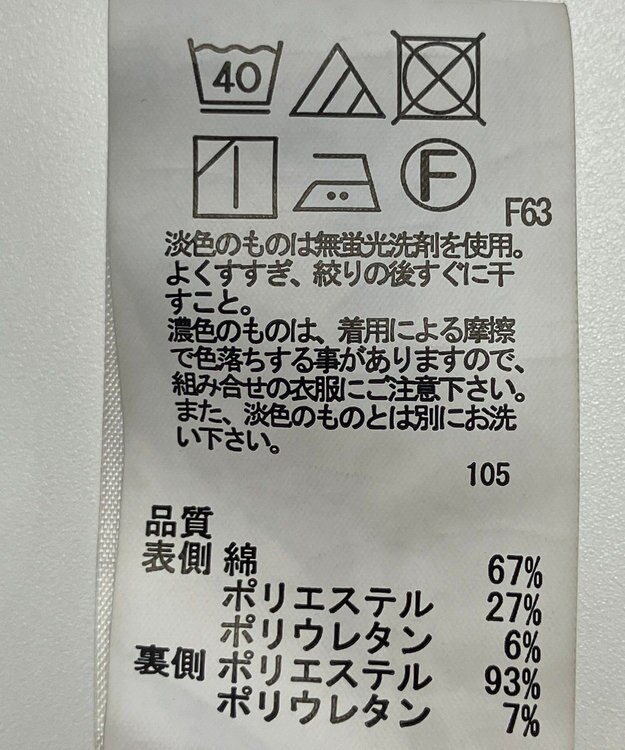 40
F
F63
淡色のものは無蛍光洗剤を使用。
よくすすぎ、絞りの後すぐに干
すこと。
濃色のものは、着用による摩擦
で色落ちする事がありますので、
組み合せの衣服にご注意下さい。
また、淡色のものとは別にお洗
い下さい。
105
品質
表側 綿 67%
ポリエステル 27%
ポリウレタン 6%
裏側 ポリエステル 93%
ポリウレタン 7%